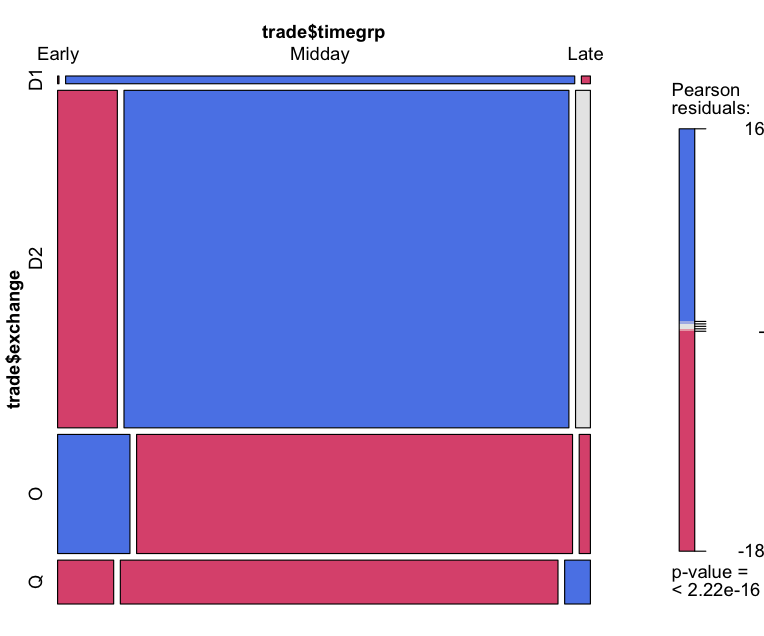 trade$timegrp
Early Midday Late
D1
D2
O
Q
trade$exchange
Pearson
residuals:
16
-
-18
p-value =
< 2.22e-16